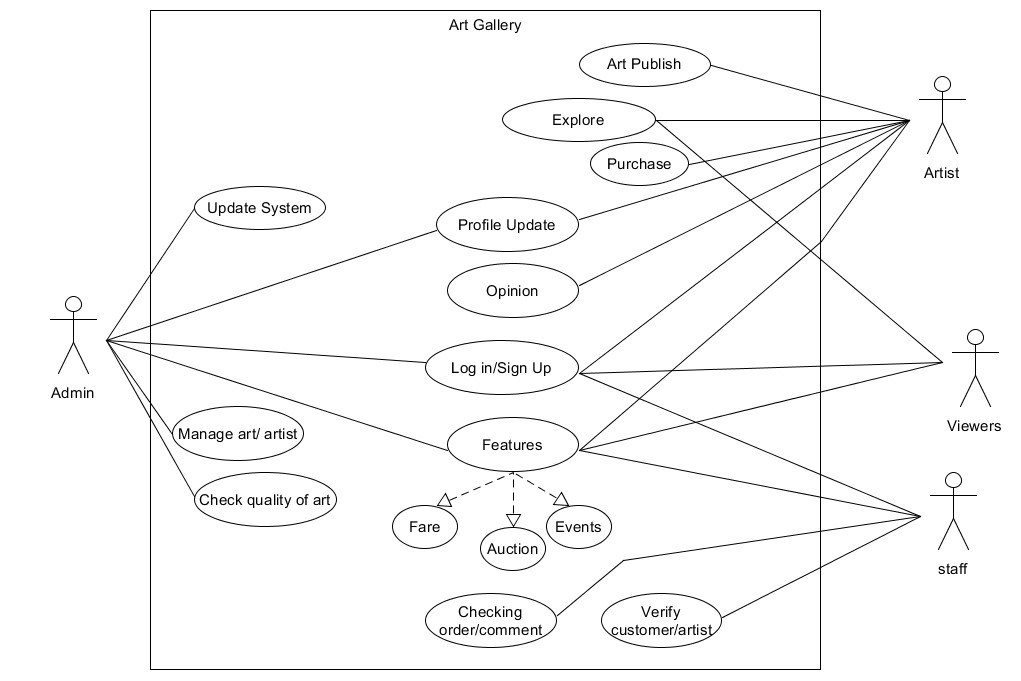 Art Gallery
Art Publish
Explore
Artist
Purchase
Update System
Profile Update
Opinion
Admin
Log in/Sign Up
Viewers
Manage art/ artist
Features
Check quality of art
Fare
Events
Auction
staff
Checking
order/comment
Verify
customer/artist